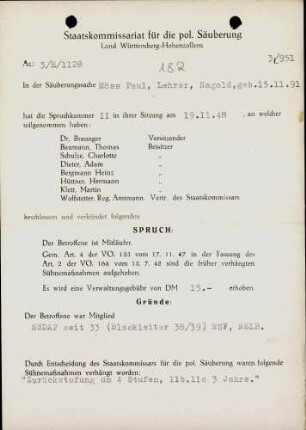 Staatskommissariat für die pol. Säuberung
Land Württemberg-Hohenzollern
Az: 3/B/1128
182
3/951
In der Säuberungssache Möss Paul, Lehrer, Nagold, geb.15.11.91
hat die Spruchkammer II in ihrer Sitzung am 19.11.48, an welcher
teilgenommen haben:
Dr. Breunger Vorsitzender
Baumann, Thomas Beisitzer
Schulze, Charlotte "
Dieter, Adam "
Bergmann Heinz "
Hüttner, Hermann "
Klett, Martin "
Wolfstetter, Reg. Amtmann, Vertr. des Staatskommissars
beschlossen und verkündet folgenden
SPRUCH:
Der Betroffene ist Mitläufer.
Gem. Art. 4 der VO. 133 vom 17. 11. 47 in der Fassung des
Art. 2 der VO. 165 vom 13. 7. 48 sind die früher verhängten
Sühnemaßnahmen aufgehoben.
Es wird eine Verwaltungsgebühr von DM 15.- erhoben.
Gründe:
Der Betroffene war Mitglied
NSDAP seit 33 (Blockleiter 38/39) NSV, NSLB.
Durch Entscheidung des Staatskommissars für die pol. Säuberung waren folgende
Sühnemaßnahmen verhängt worden:
"Zurückstufung um 4 Stufen, 11b, 11c 3 Jahre."